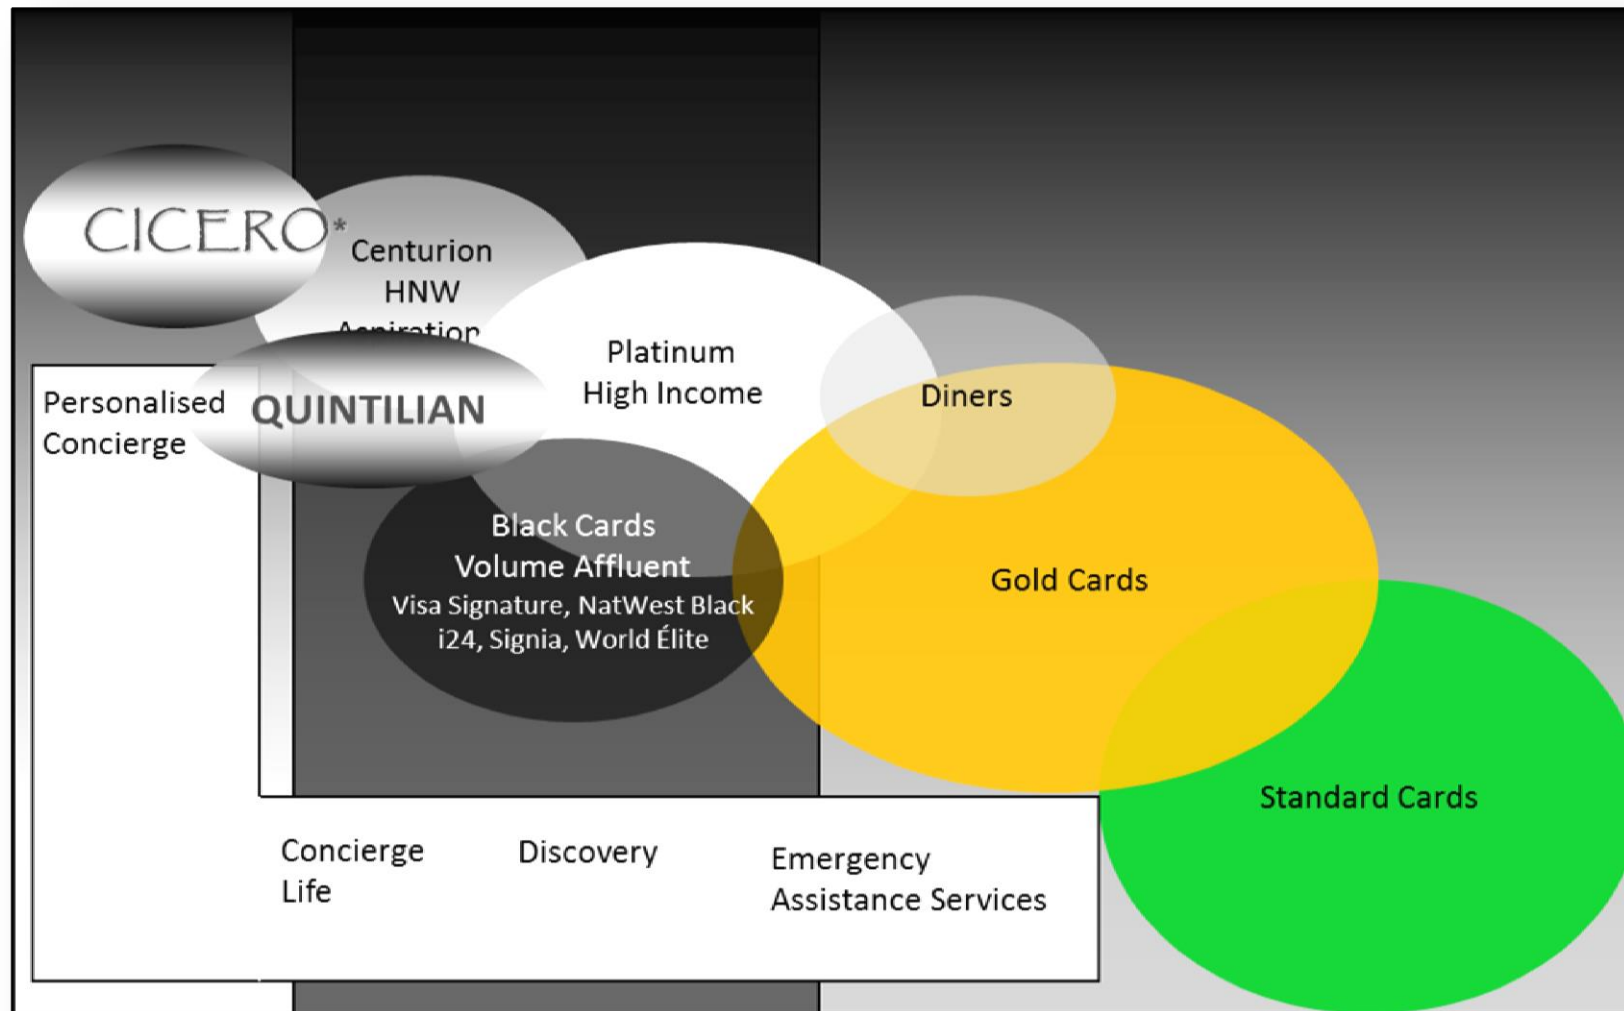 CICERO*
Centurion
HNW
Aspiration
Platinum
High Income
Diners
Personalised
Concierge
QUINTILIAN
Black Cards
Volume Affluent
Visa Signature, NatWest Black
i24, Signia, World Élite
Gold Cards
Standard Cards
Concierge
Life
Discovery
Emergency
Assistance Services